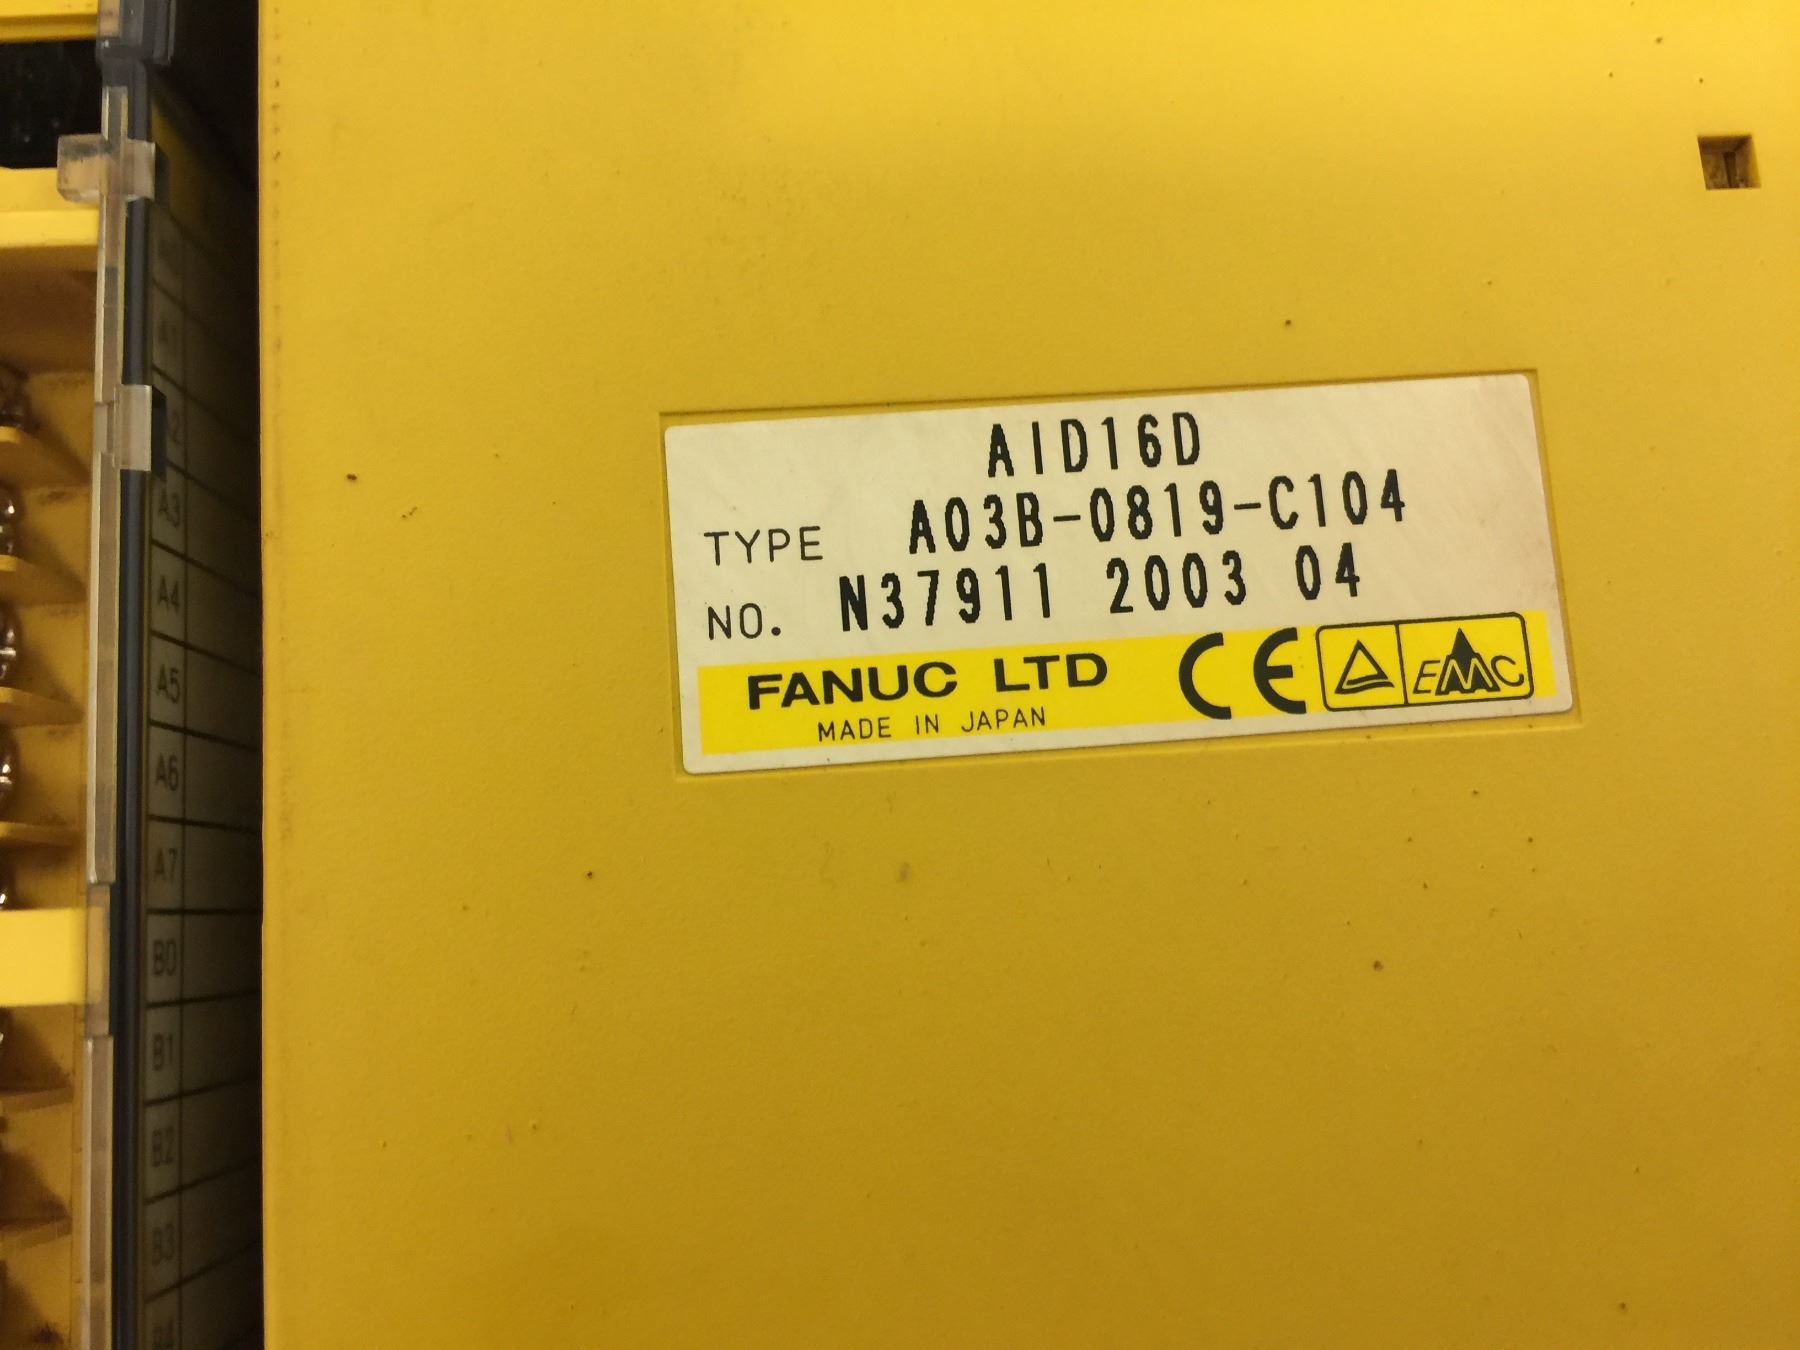 AID16D
TYPE A03B-0819-C104
NO. N37911 2003 04
FANUC LTD
MADE IN JAPAN
CE
EMC
A1
A3
A4
A5
A6
A7
B0
B1
B2
B3